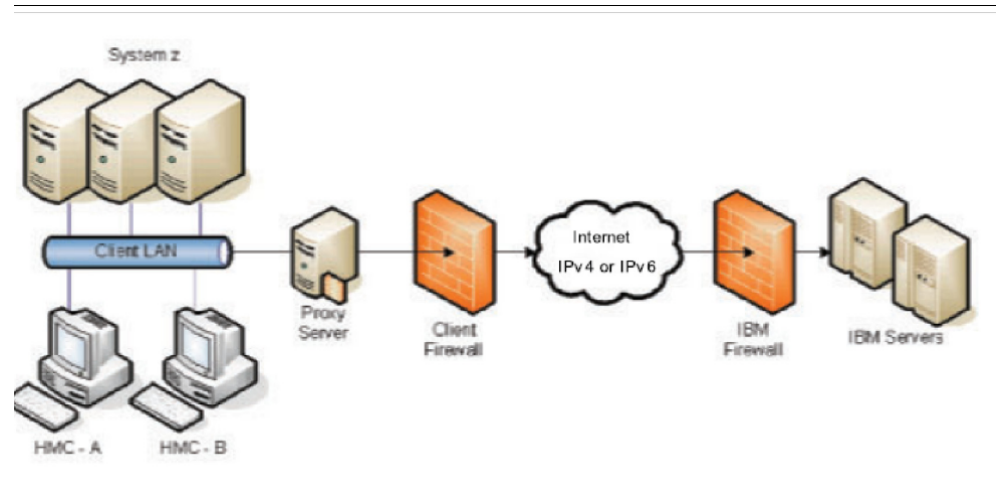 System z
Client LAN
Internet
IPv4 or IPv6
Proxy
Server
Client
Firewall
IBM
Firewall
IBM Servers
HMC - A
HMC - B